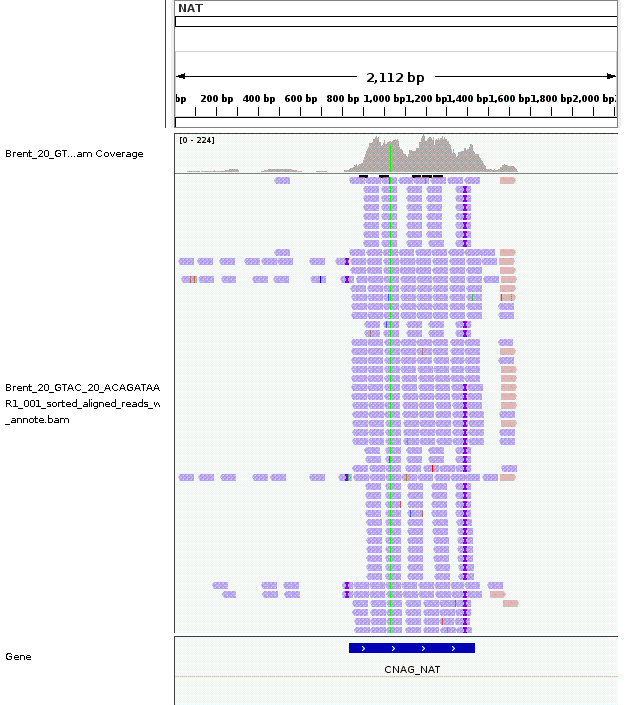 NAT
2,112 bp
bp 200 bp 400 bp 600 bp 800 bp 1,000 bp 1,200 bp 1,400 bp 1,600 bp 1,800 bp 2,000 bp
[0 - 224]
Brent_20_GT...am Coverage
Brent_20_GTAC_20_ACAGATAA
R1_001_sorted_aligned_reads_w
_annote.bam
Gene
CNAG_NAT